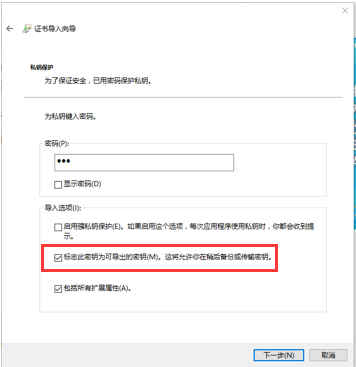 证书导入向导
私钥保护
为了保证安全，已用密码保护私钥。
为私钥键入密码。
密码(P):
●●●
显示密码(D)
导入选项(I):
启用强私钥保护(E)。如果启用这个选项，每次应用程序使用私钥时，你都会收到提
示。
标志此密钥为可导出的密钥(M)。这将允许你在稍后备份或传输密钥。
包括所有扩展属性(A)。
下一步(N)
取消